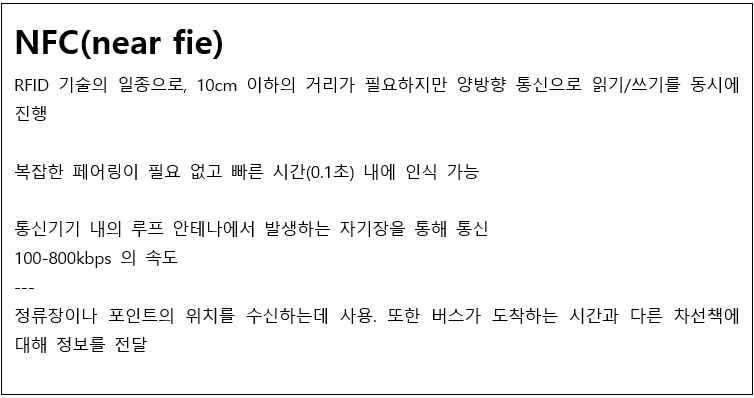 NFC(near fie)
RFID 기술의 일종으로, 10cm 이하의 거리가 필요하지만 양방향 통신으로 읽기/쓰기를 동시에
진행
복잡한 페어링이 필요 없고 빠른 시간(0.1초) 내에 인식 가능
통신기기 내의 루프 안테나에서 발생하는 자기장을 통해 통신
100-800kbps 의 속도
---
정류장이나 포인트의 위치를 수신하는데 사용. 또한 버스가 도착하는 시간과 다른 차선책에
대해 정보를 전달